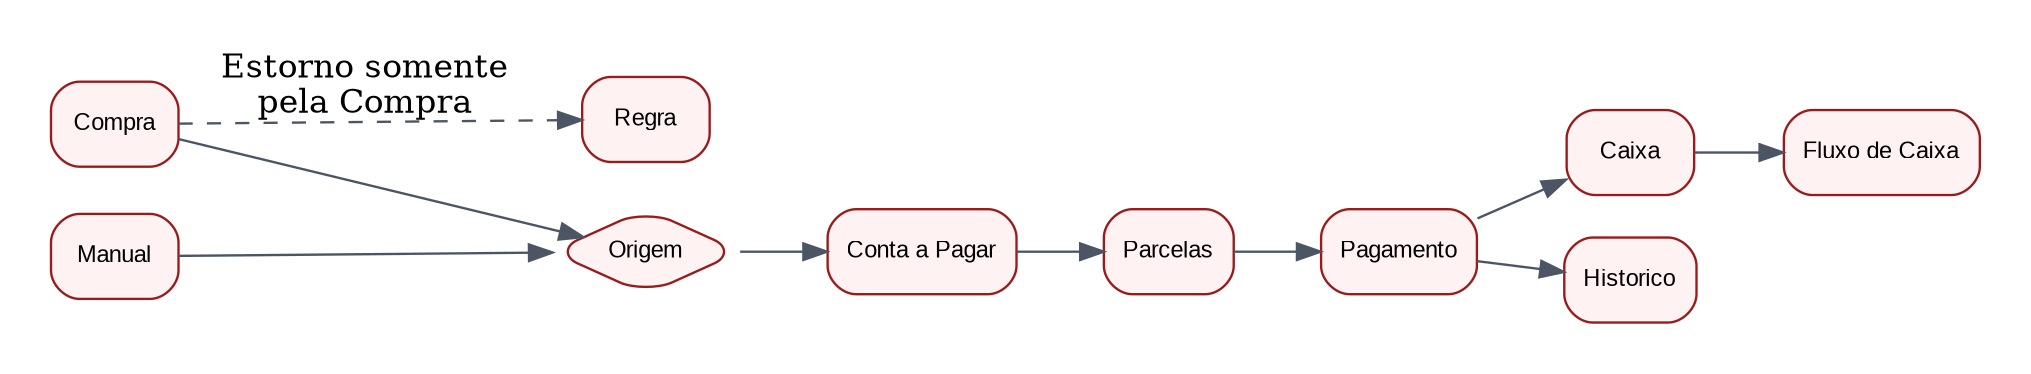 Estorno somente
pela Compra
Compra
Regra
Manual
Origem
Conta a Pagar
Parcelas
Pagamento
Caixa
Fluxo de Caixa
Historico